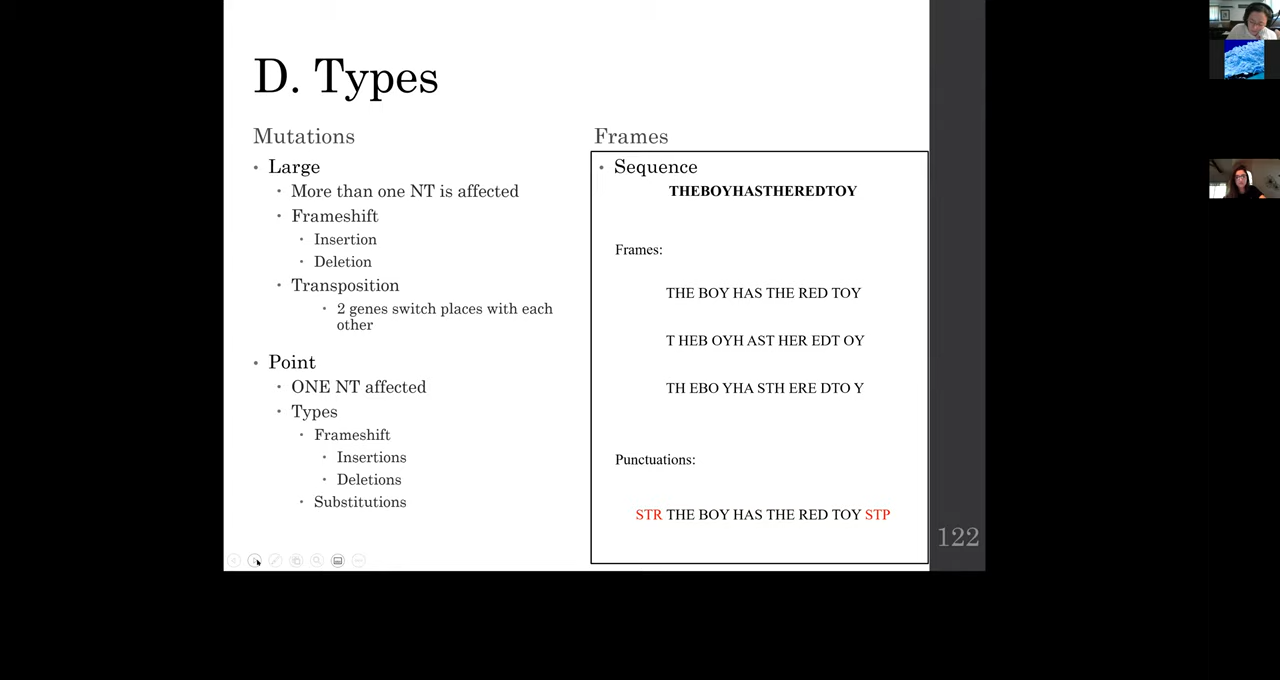 D. Types
Mutations
• Large
• More than one NT is affected
• Frameshift
• Insertion
• Deletion
• Transposition
• 2 genes switch places with each
other
• Point
• ONE NT affected
• Types
• Frameshift
• Insertions
• Deletions
• Substitutions
Frames
• Sequence
THEBOYHASTHEREDTOY
Frames:
THE BOY HAS THE RED TOY
T HEB OYH AST HER EDT OY
TH EBO YHA STH ERE DTO Y
Punctuations:
STR THE BOY HAS THE RED TOY STP
122